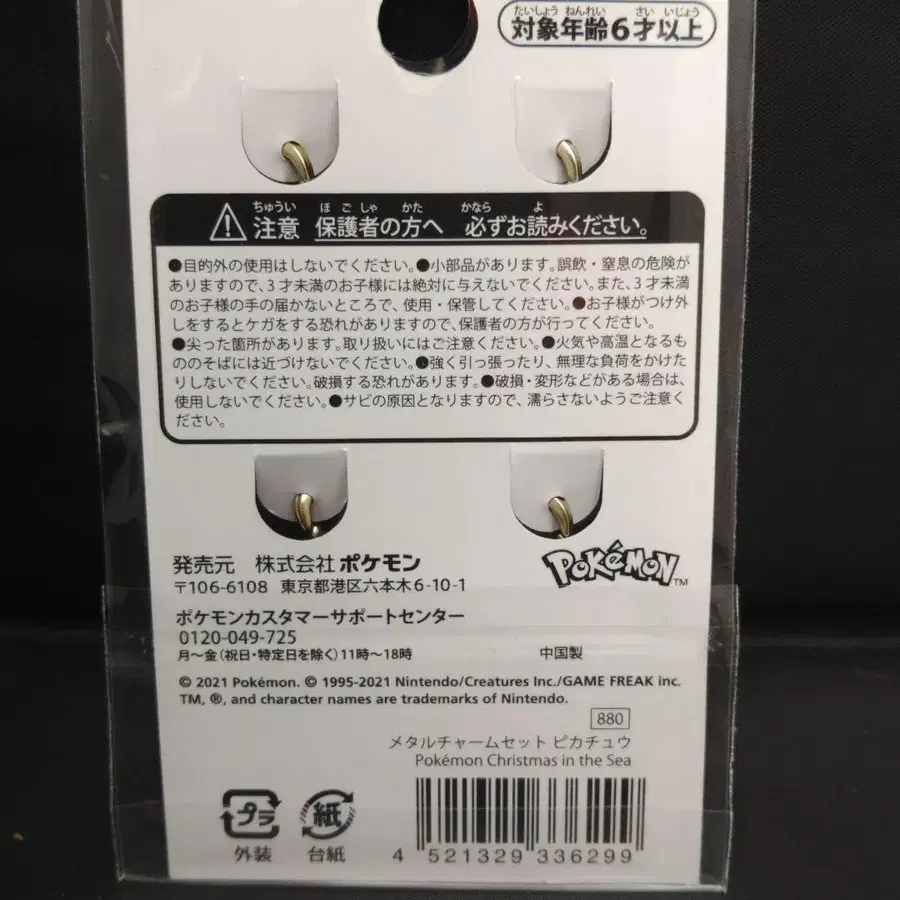 たいしょう ねんれい さい いじょう
対象年齢6才以上
ちゅうい ほごしゃ かた かなら よ
注意 保護者の方へ 必ずお読みください。
●目的外の使用はしないでください。●小部品があります。誤飲・窒息の危険が
ありますので、3才未満のお子様には絶対に与えないでください。また、3才未満
のお子様の手の届かないところで、使用・保管してください。●お子様がつけ外
しをするとケガをする恐れがありますので、保護者の方が行ってください。
●尖った箇所があります。取り扱いにはご注意ください。●火気や高温となるも
ののそばには近づけないでください。●強く引っ張ったり、無理な負荷をかけた
りしないでください。破損する恐れがあります。●破損・変形などがある場合は、
使用しないでください。●サビの原因となりますので、濡らさないようご注意く
ださい。
発売元 株式会社 ポケモン
〒106-6108 東京都港区六本木6-10-1
POKéMON™
ポケモンカスタマーサポートセンター
0120-049-725
月〜金(祝日・特定日を除く)11時〜18時 中国製
© 2021 Pokémon. © 1995-2021 Nintendo/Creatures Inc./GAME FREAK inc.
TM, ®, and character names are trademarks of Nintendo.
880
メタルチャームセット ピカチュウ
Pokémon Christmas in the Sea
プラ 紙
外装 台紙
4 521329 336299